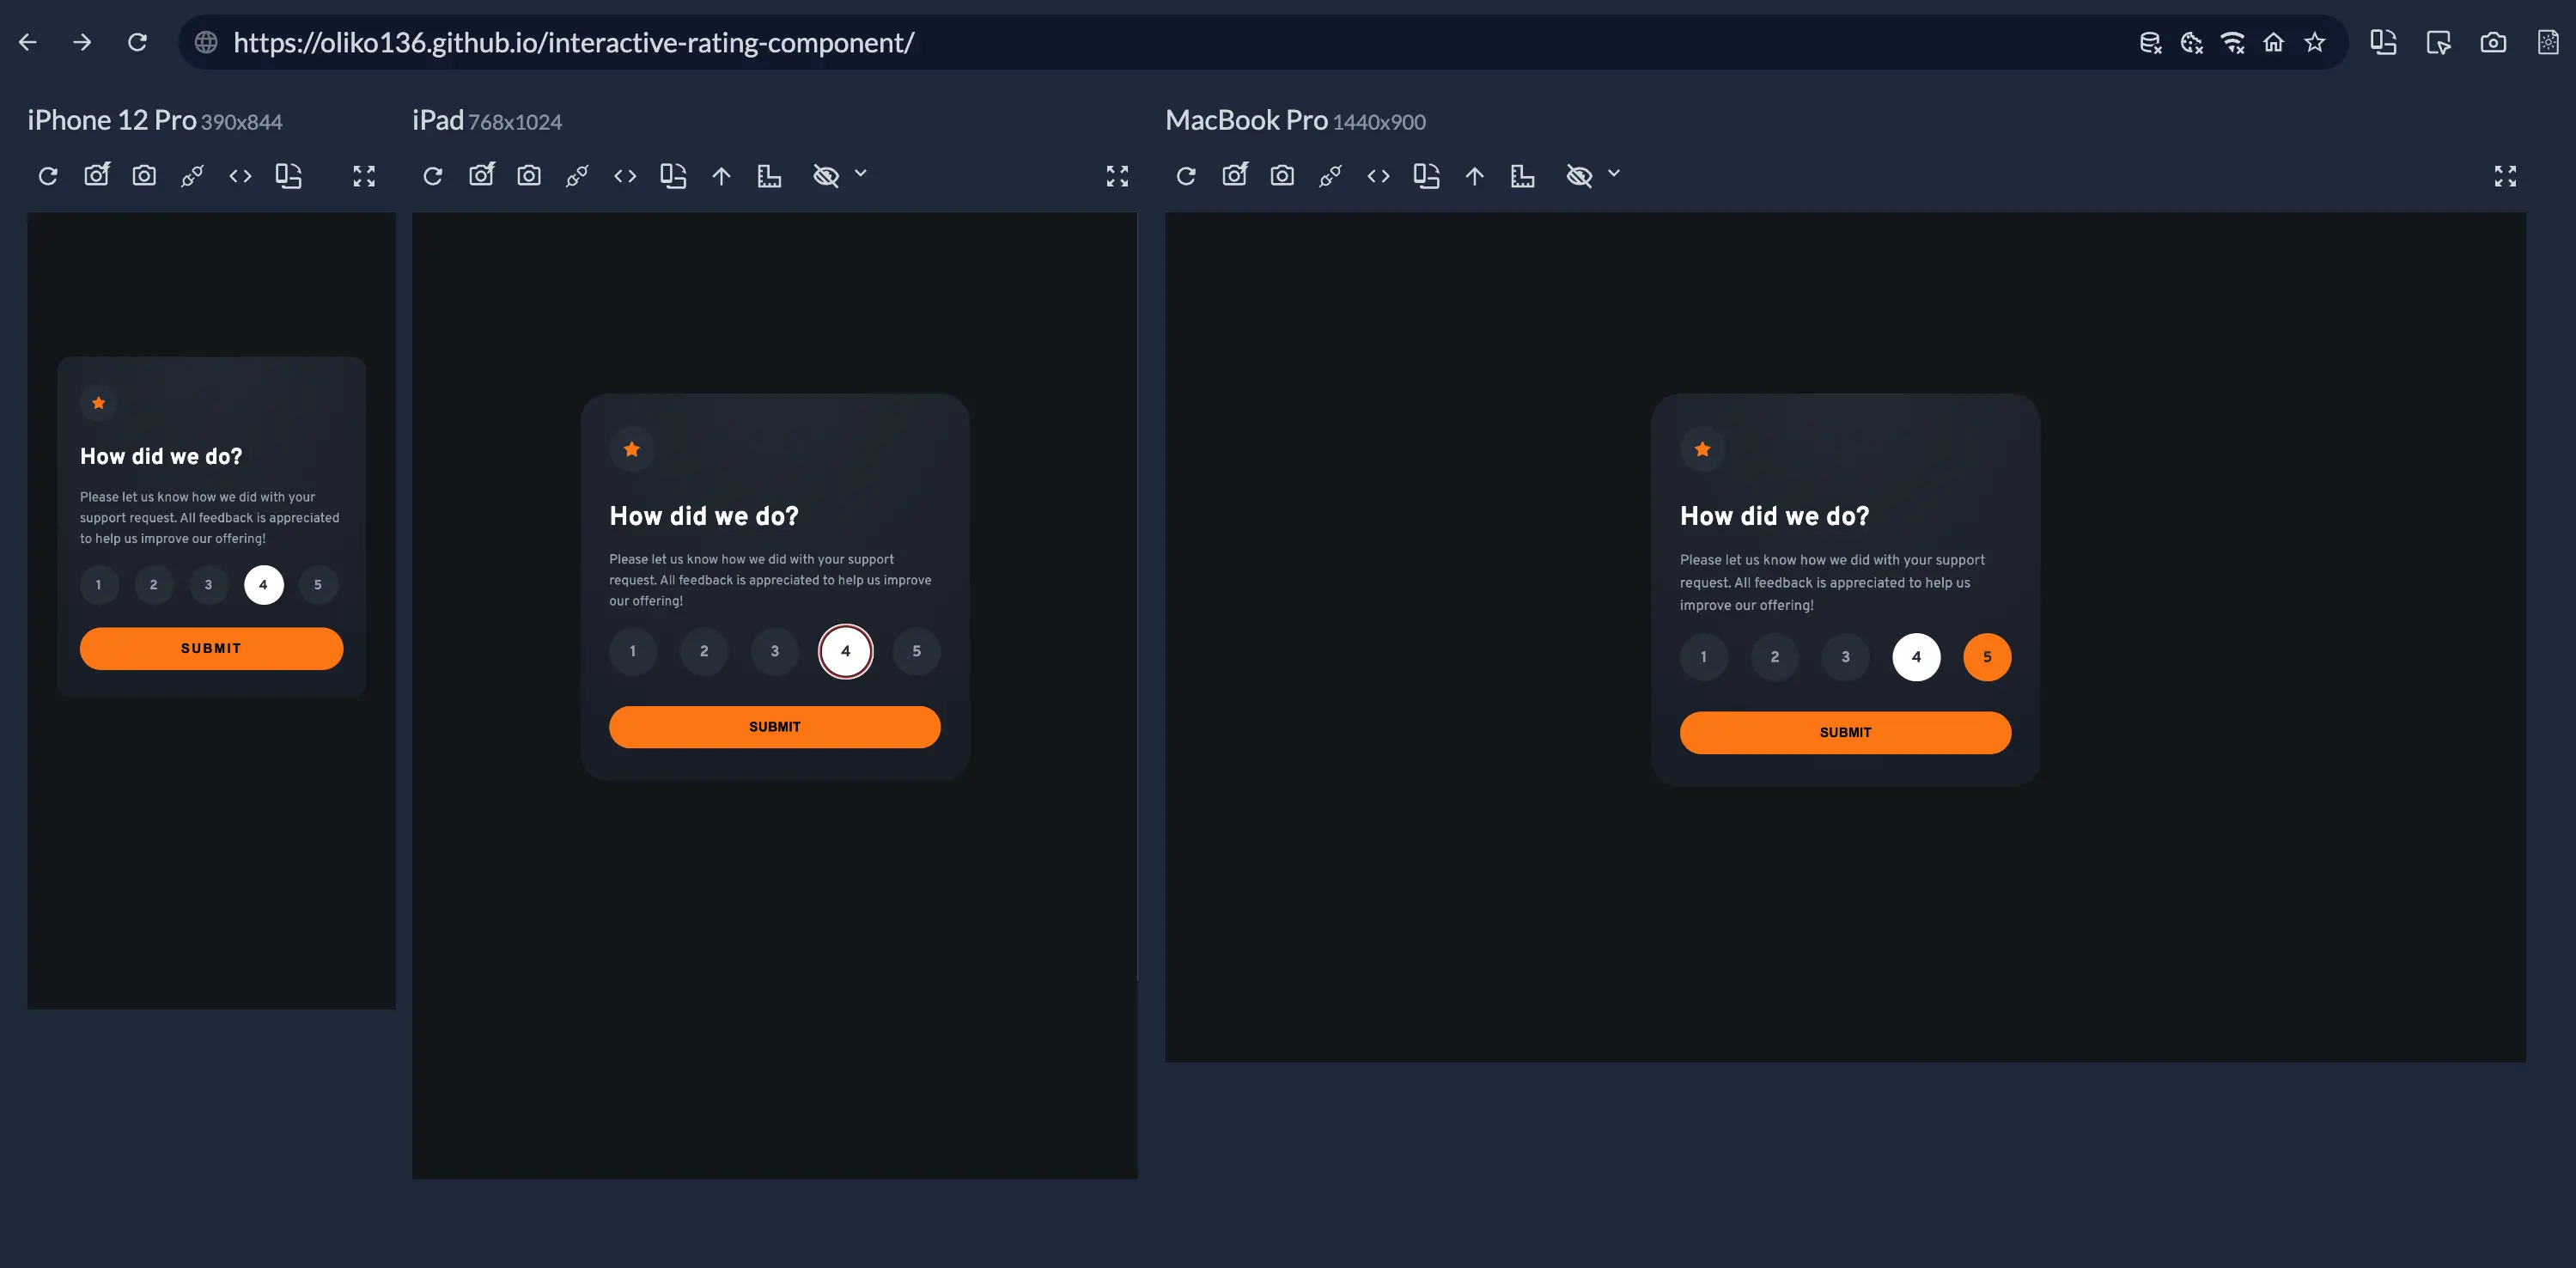 https://oliko136.github.io/interactive-rating-component/
iPhone 12 Pro 390x844
How did we do?
Please let us know how we did with your
support request. All feedback is appreciated
to help us improve our offering!
1 2 3 4 5
SUBMIT
iPad 768x1024
How did we do?
Please let us know how we did with your support
request. All feedback is appreciated to help us improve
our offering!
1 2 3 4 5
SUBMIT
MacBook Pro 1440x900
How did we do?
Please let us know how we did with your support
request. All feedback is appreciated to help us
improve our offering!
1 2 3 4 5
SUBMIT